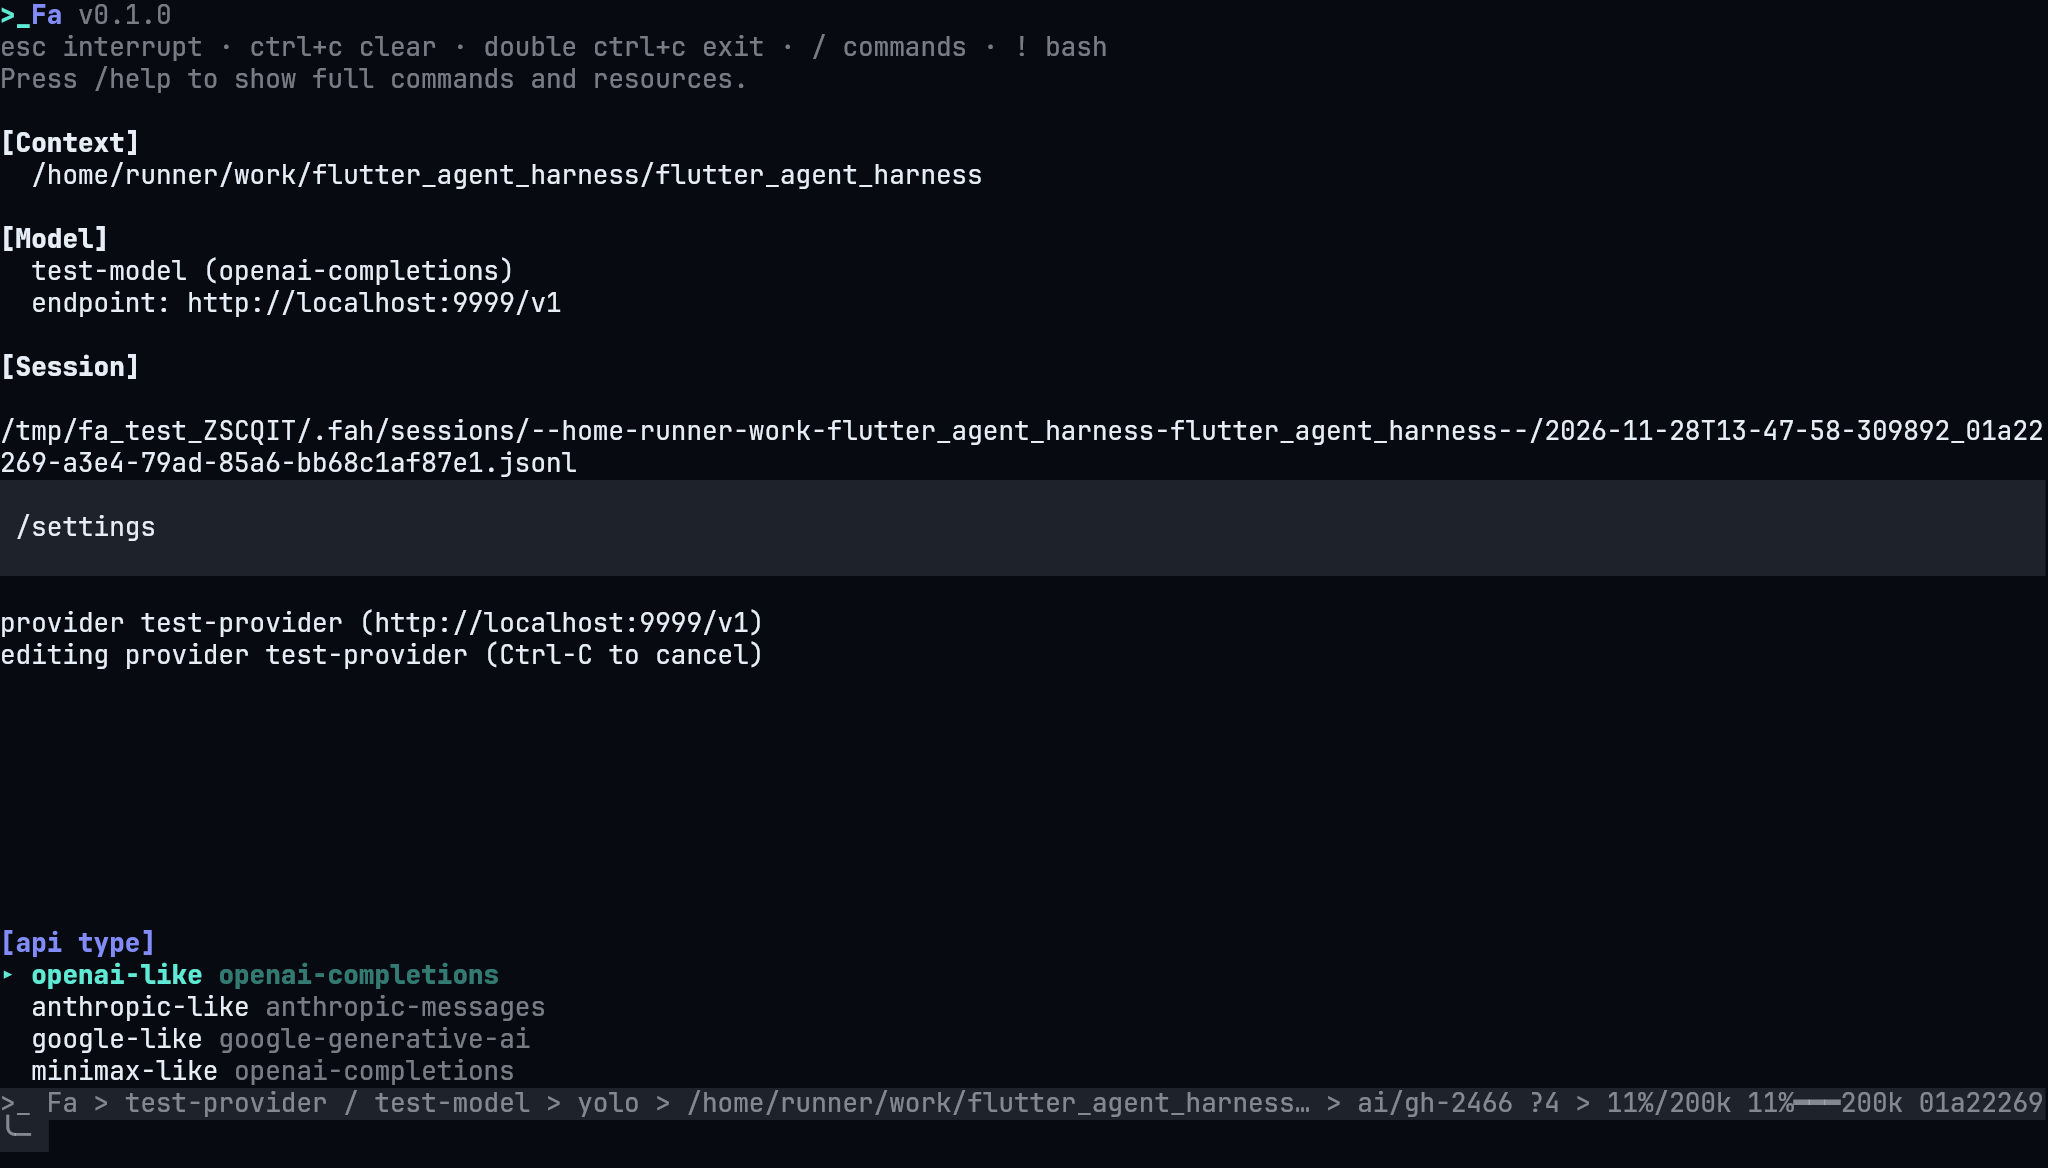 >_Fa v0.1.0
esc interrupt · ctrl+c clear · double ctrl+c exit · / commands · ! bash
Press /help to show full commands and resources.
[Context]
/home/runner/work/flutter_agent_harness/flutter_agent_harness
[Model]
test-model (openai-completions)
endpoint: http://localhost:9999/v1
[Session]
/tmp/fa_test_ZSCQIT/.fah/sessions/--home-runner-work-flutter_agent_harness-flutter_agent_harness--/2026-11-28T13-47-58-309892_01a22
269-a3e4-79ad-85a6-bb68c1af87e1.jsonl
/settings
provider test-provider (http://localhost:9999/v1)
editing provider test-provider (Ctrl-C to cancel)
[api type]
▸ openai-like openai-completions
anthropic-like anthropic-messages
google-like google-generative-ai
minimax-like openai-completions
>_ Fa > test-provider / test-model > yolo > /home/runner/work/flutter_agent_harness… > ai/gh-2466 ?4 > 11%/200k 11%━━━200k 01a22269
╰─